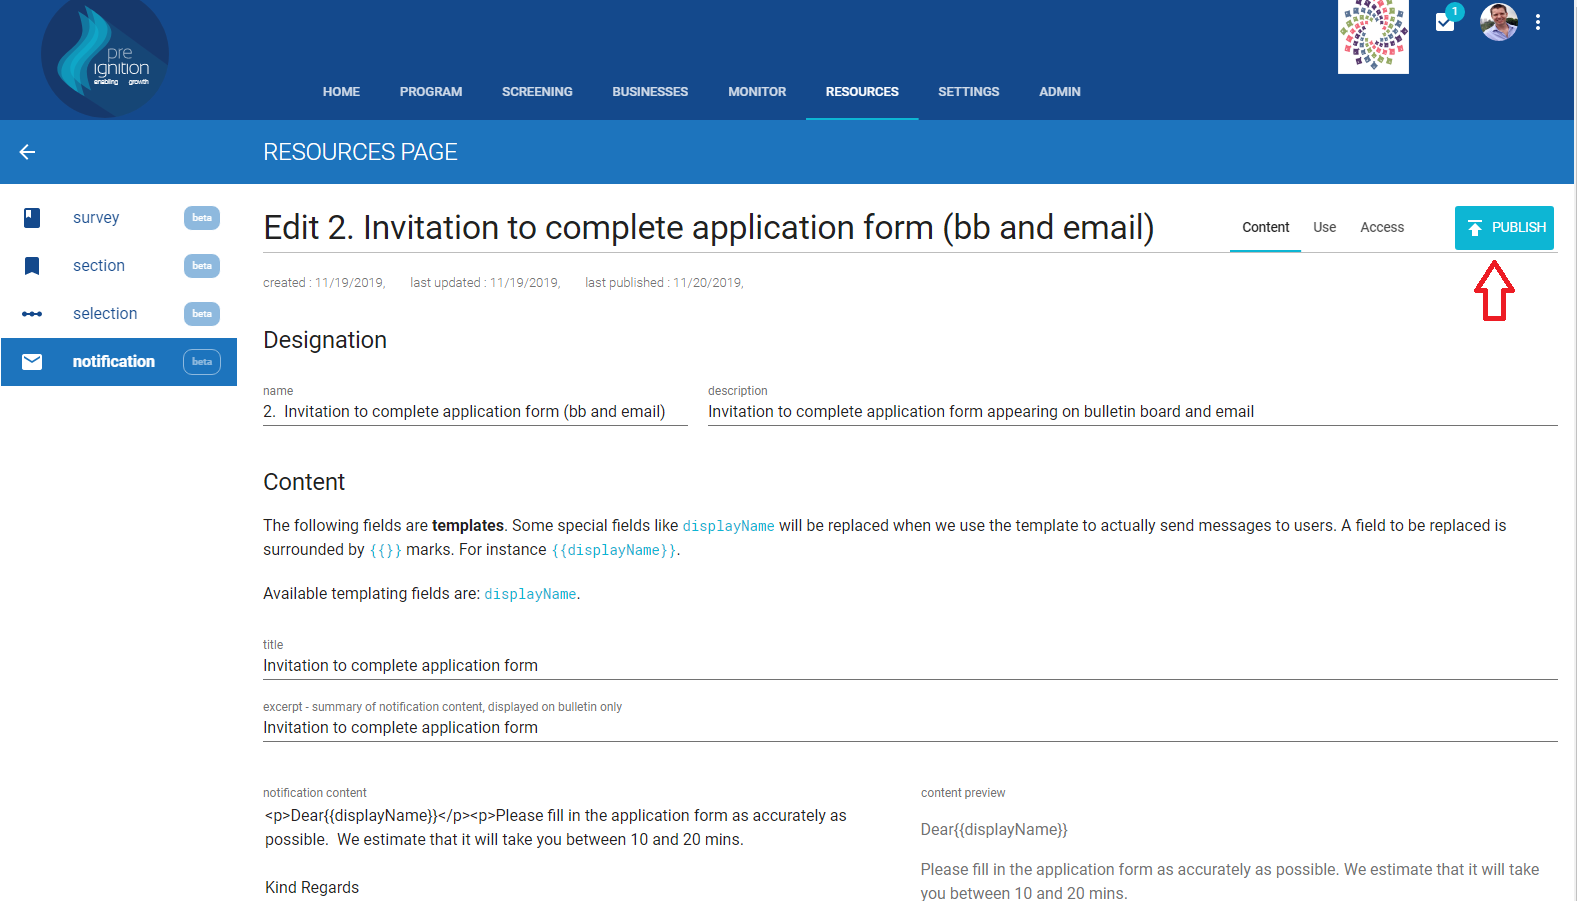 pre
ignition
enabling growth
1
HOME PROGRAM SCREENING BUSINESSES MONITOR RESOURCES SETTINGS ADMIN
RESOURCES PAGE
survey beta
section beta
selection beta
notification beta
Edit 2. Invitation to complete application form (bb and email)
Content Use Access PUBLISH
created : 11/19/2019, last updated : 11/19/2019, last published : 11/20/2019,
Designation
name
2.  Invitation to complete application form (bb and email)
description
Invitation to complete application form appearing on bulletin board and email
Content
The following fields are templates. Some special fields like displayName will be replaced when we use the template to actually send messages to users. A field to be replaced is
surrounded by {{}} marks. For instance {{displayName}}.
Available templating fields are: displayName.
title
Invitation to complete application form
excerpt - summary of notification content, displayed on bulletin only
Invitation to complete application form
notification content
<p>Dear{{displayName}}</p><p>Please fill in the application form as accurately as
possible.  We estimate that it will take you between 10 and 20 mins.
Kind Regards
content preview
Dear{{displayName}}
Please fill in the application form as accurately as possible. We estimate that it will take
you between 10 and 20 mins.